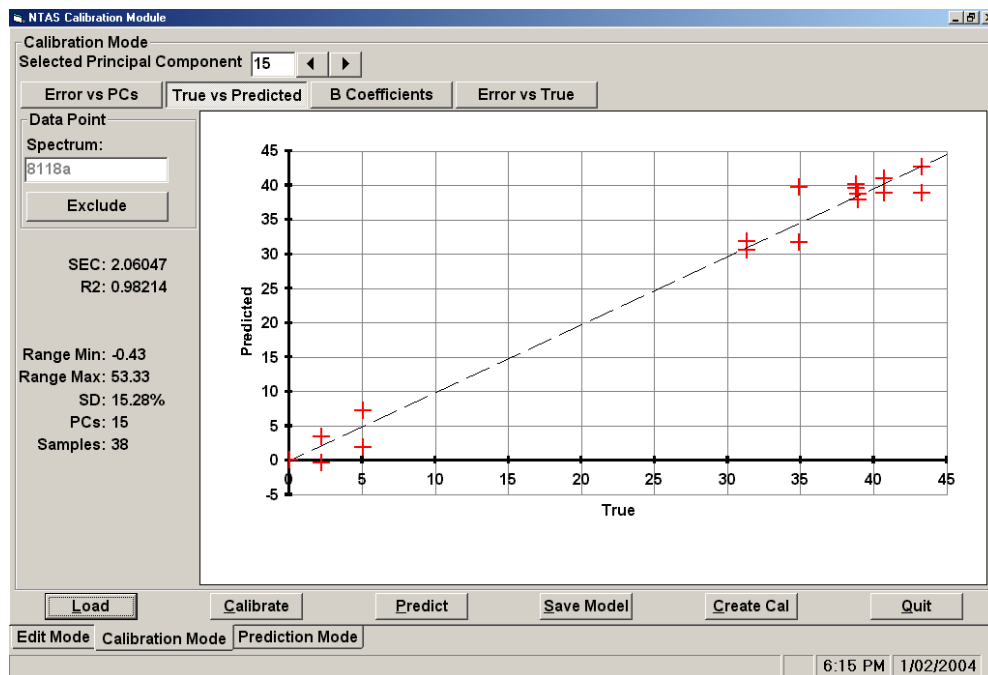 NTAS Calibration Module
Calibration Mode
Selected Principal Component 15
Error vs PCs True vs Predicted B Coefficients Error vs True
Data Point
Spectrum:
8118a
Exclude
SEC: 2.06047
R2: 0.98214
Range Min: -0.43
Range Max: 53.33
SD: 15.28%
PCs: 15
Samples: 38
45
40
35
30
25
20
15
10
5
0
-5
Predicted
0 5 10 15 20 25 30 35 40 45
True
Load Calibrate Predict Save Model Create Cal Quit
Edit Mode Calibration Mode Prediction Mode
6:15 PM 1/02/2004